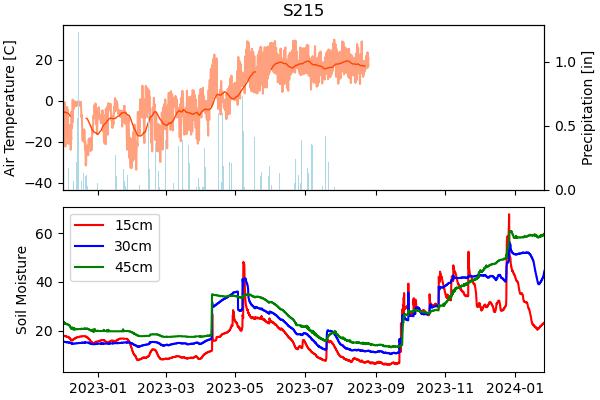 S215
Air Temperature [C]
20
0
−20
−40
Precipitation [in]
1.0
0.5
0.0
Soil Moisture
60
40
20
15cm
30cm
45cm
2023-01 2023-03 2023-05 2023-07 2023-09 2023-11 2024-01